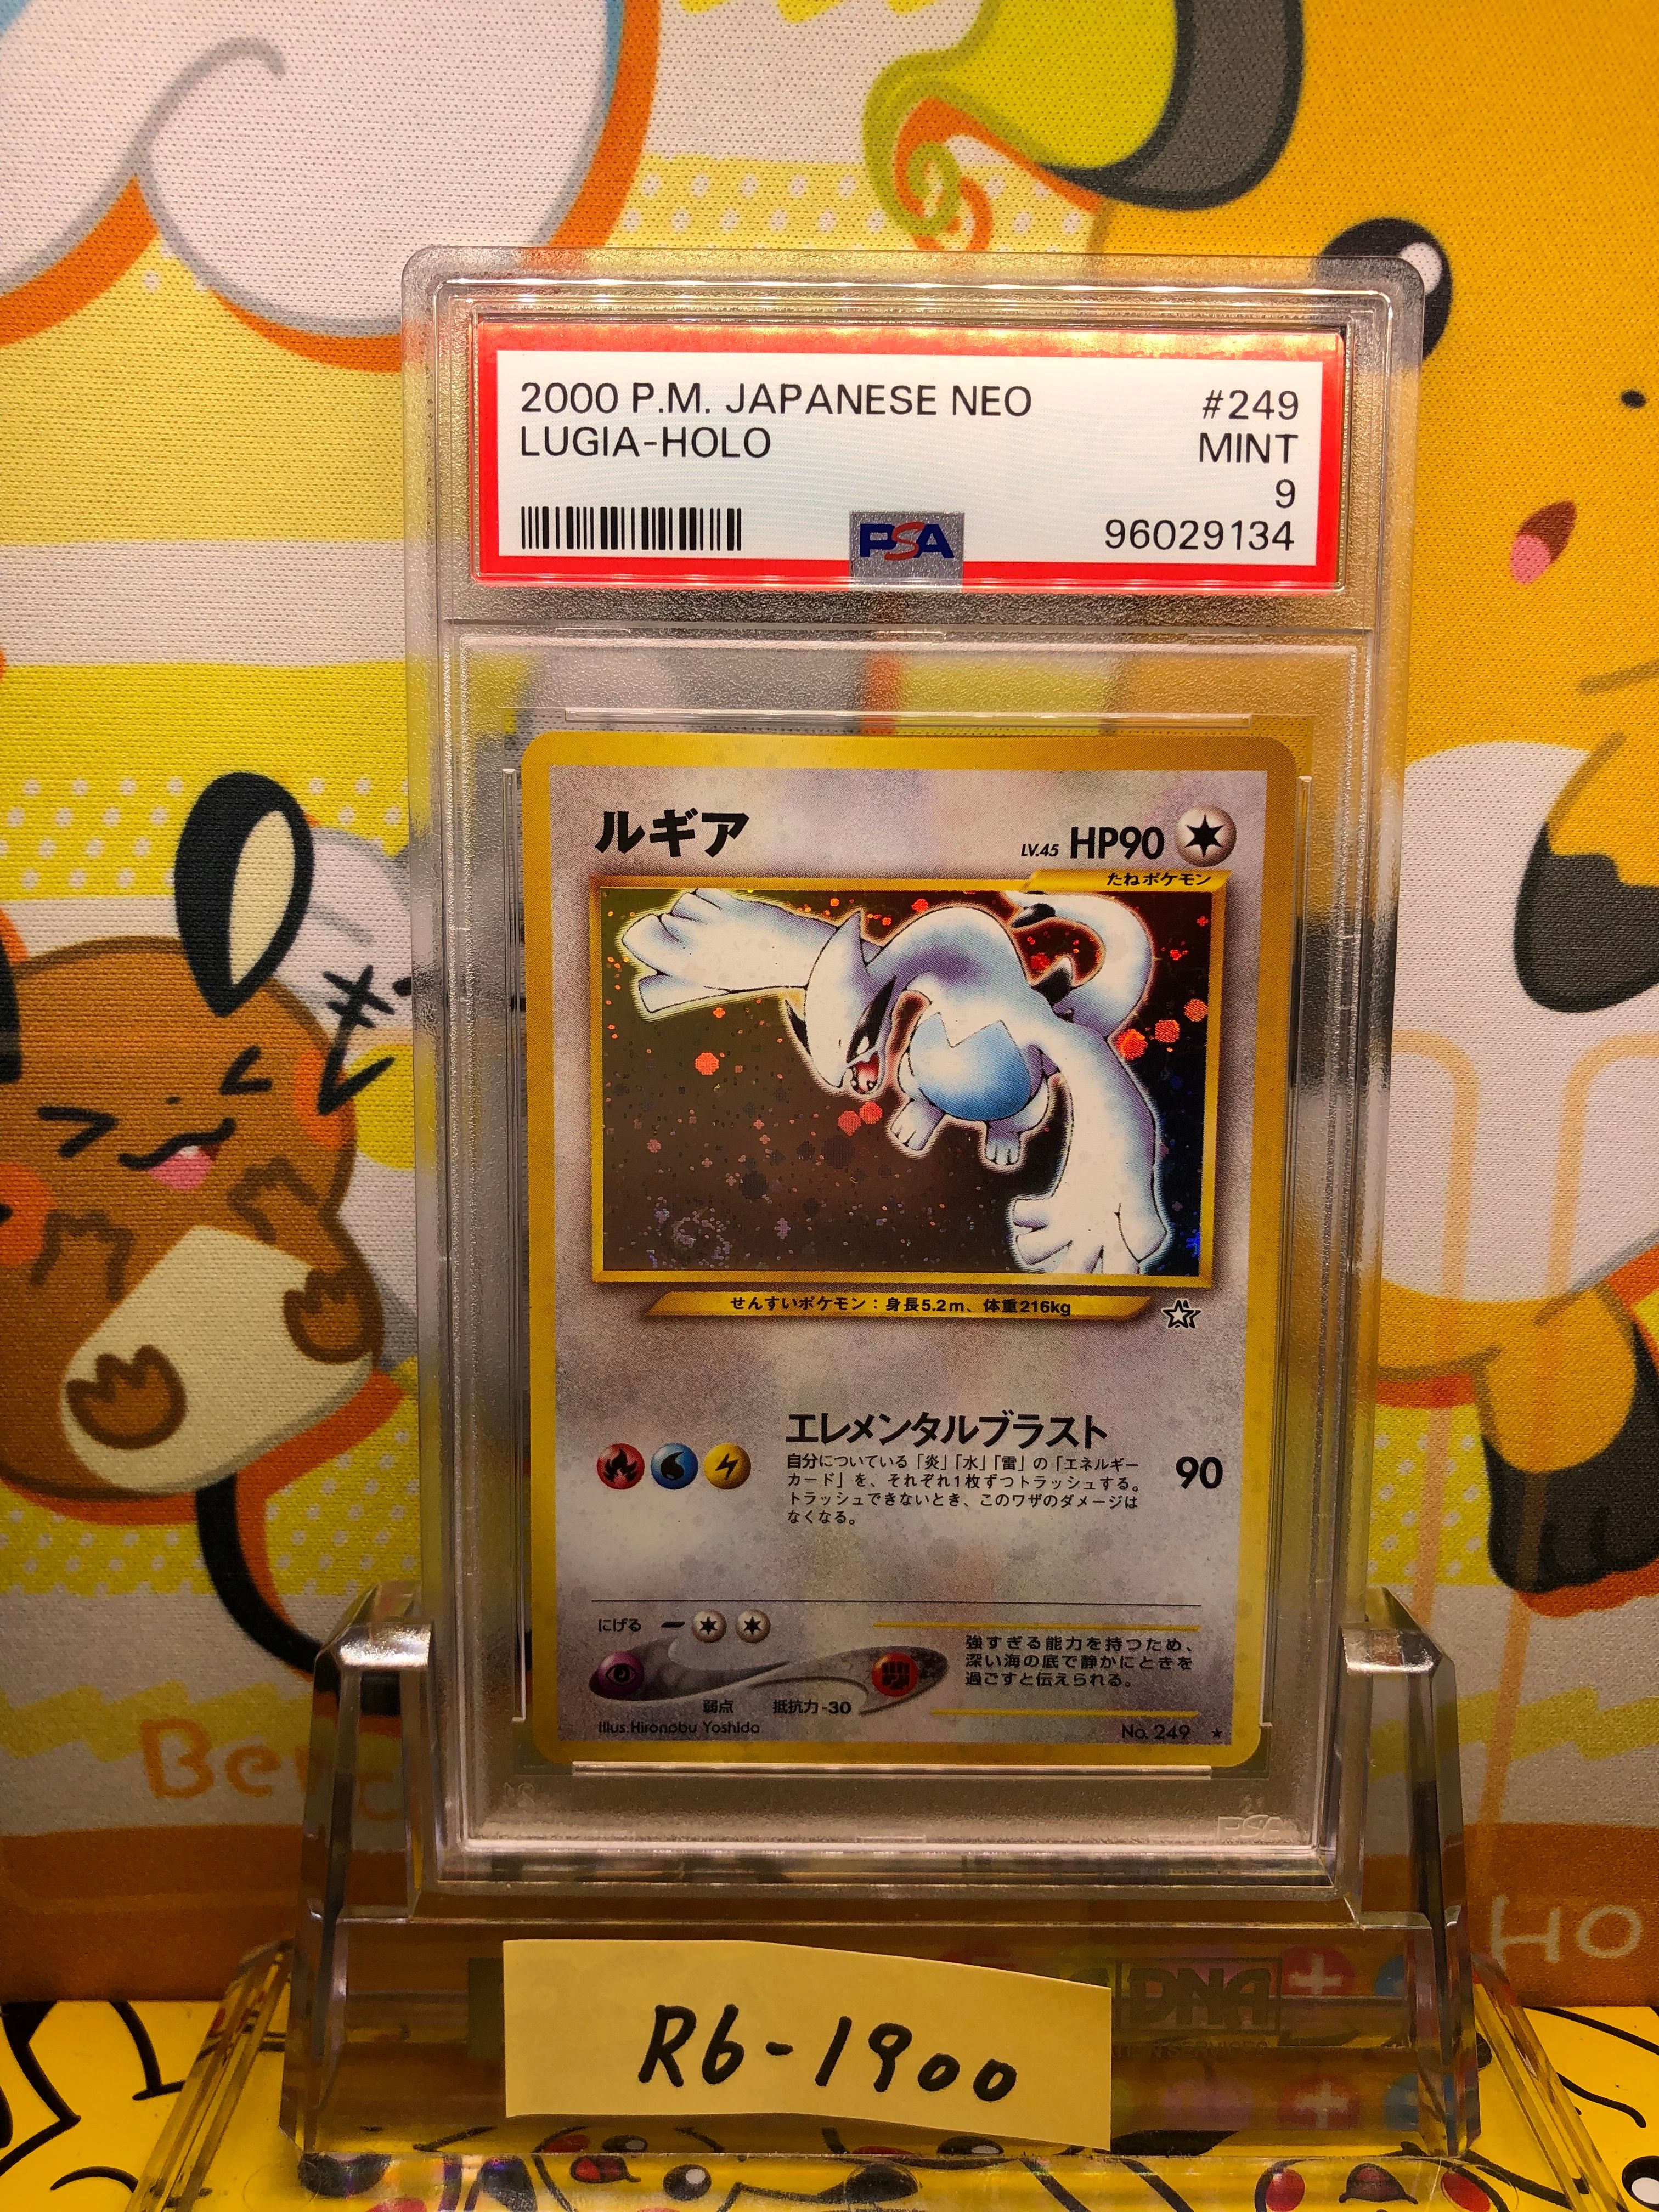 2000 P.M. JAPANESE NEO #249
LUGIA-HOLO MINT
9
PSA 96029134
ルギア LV.45 HP90
たねポケモン
せんすいポケモン：身長5.2m、体重216kg
エレメンタルブラスト
自分についている「炎」「水」「雷」の「エネルギー
カード」を、それぞれ1枚ずつトラッシュする。
トラッシュできないとき、このワザのダメージは
なくなる。
90
にげる
弱点 抵抗力-30
強すぎる能力を持つため、
深い海の底で静かにときを
過ごすと伝えられる。
Illus.Hironobu Yoshida No. 249 ★
PSA
DNA
R6-1900